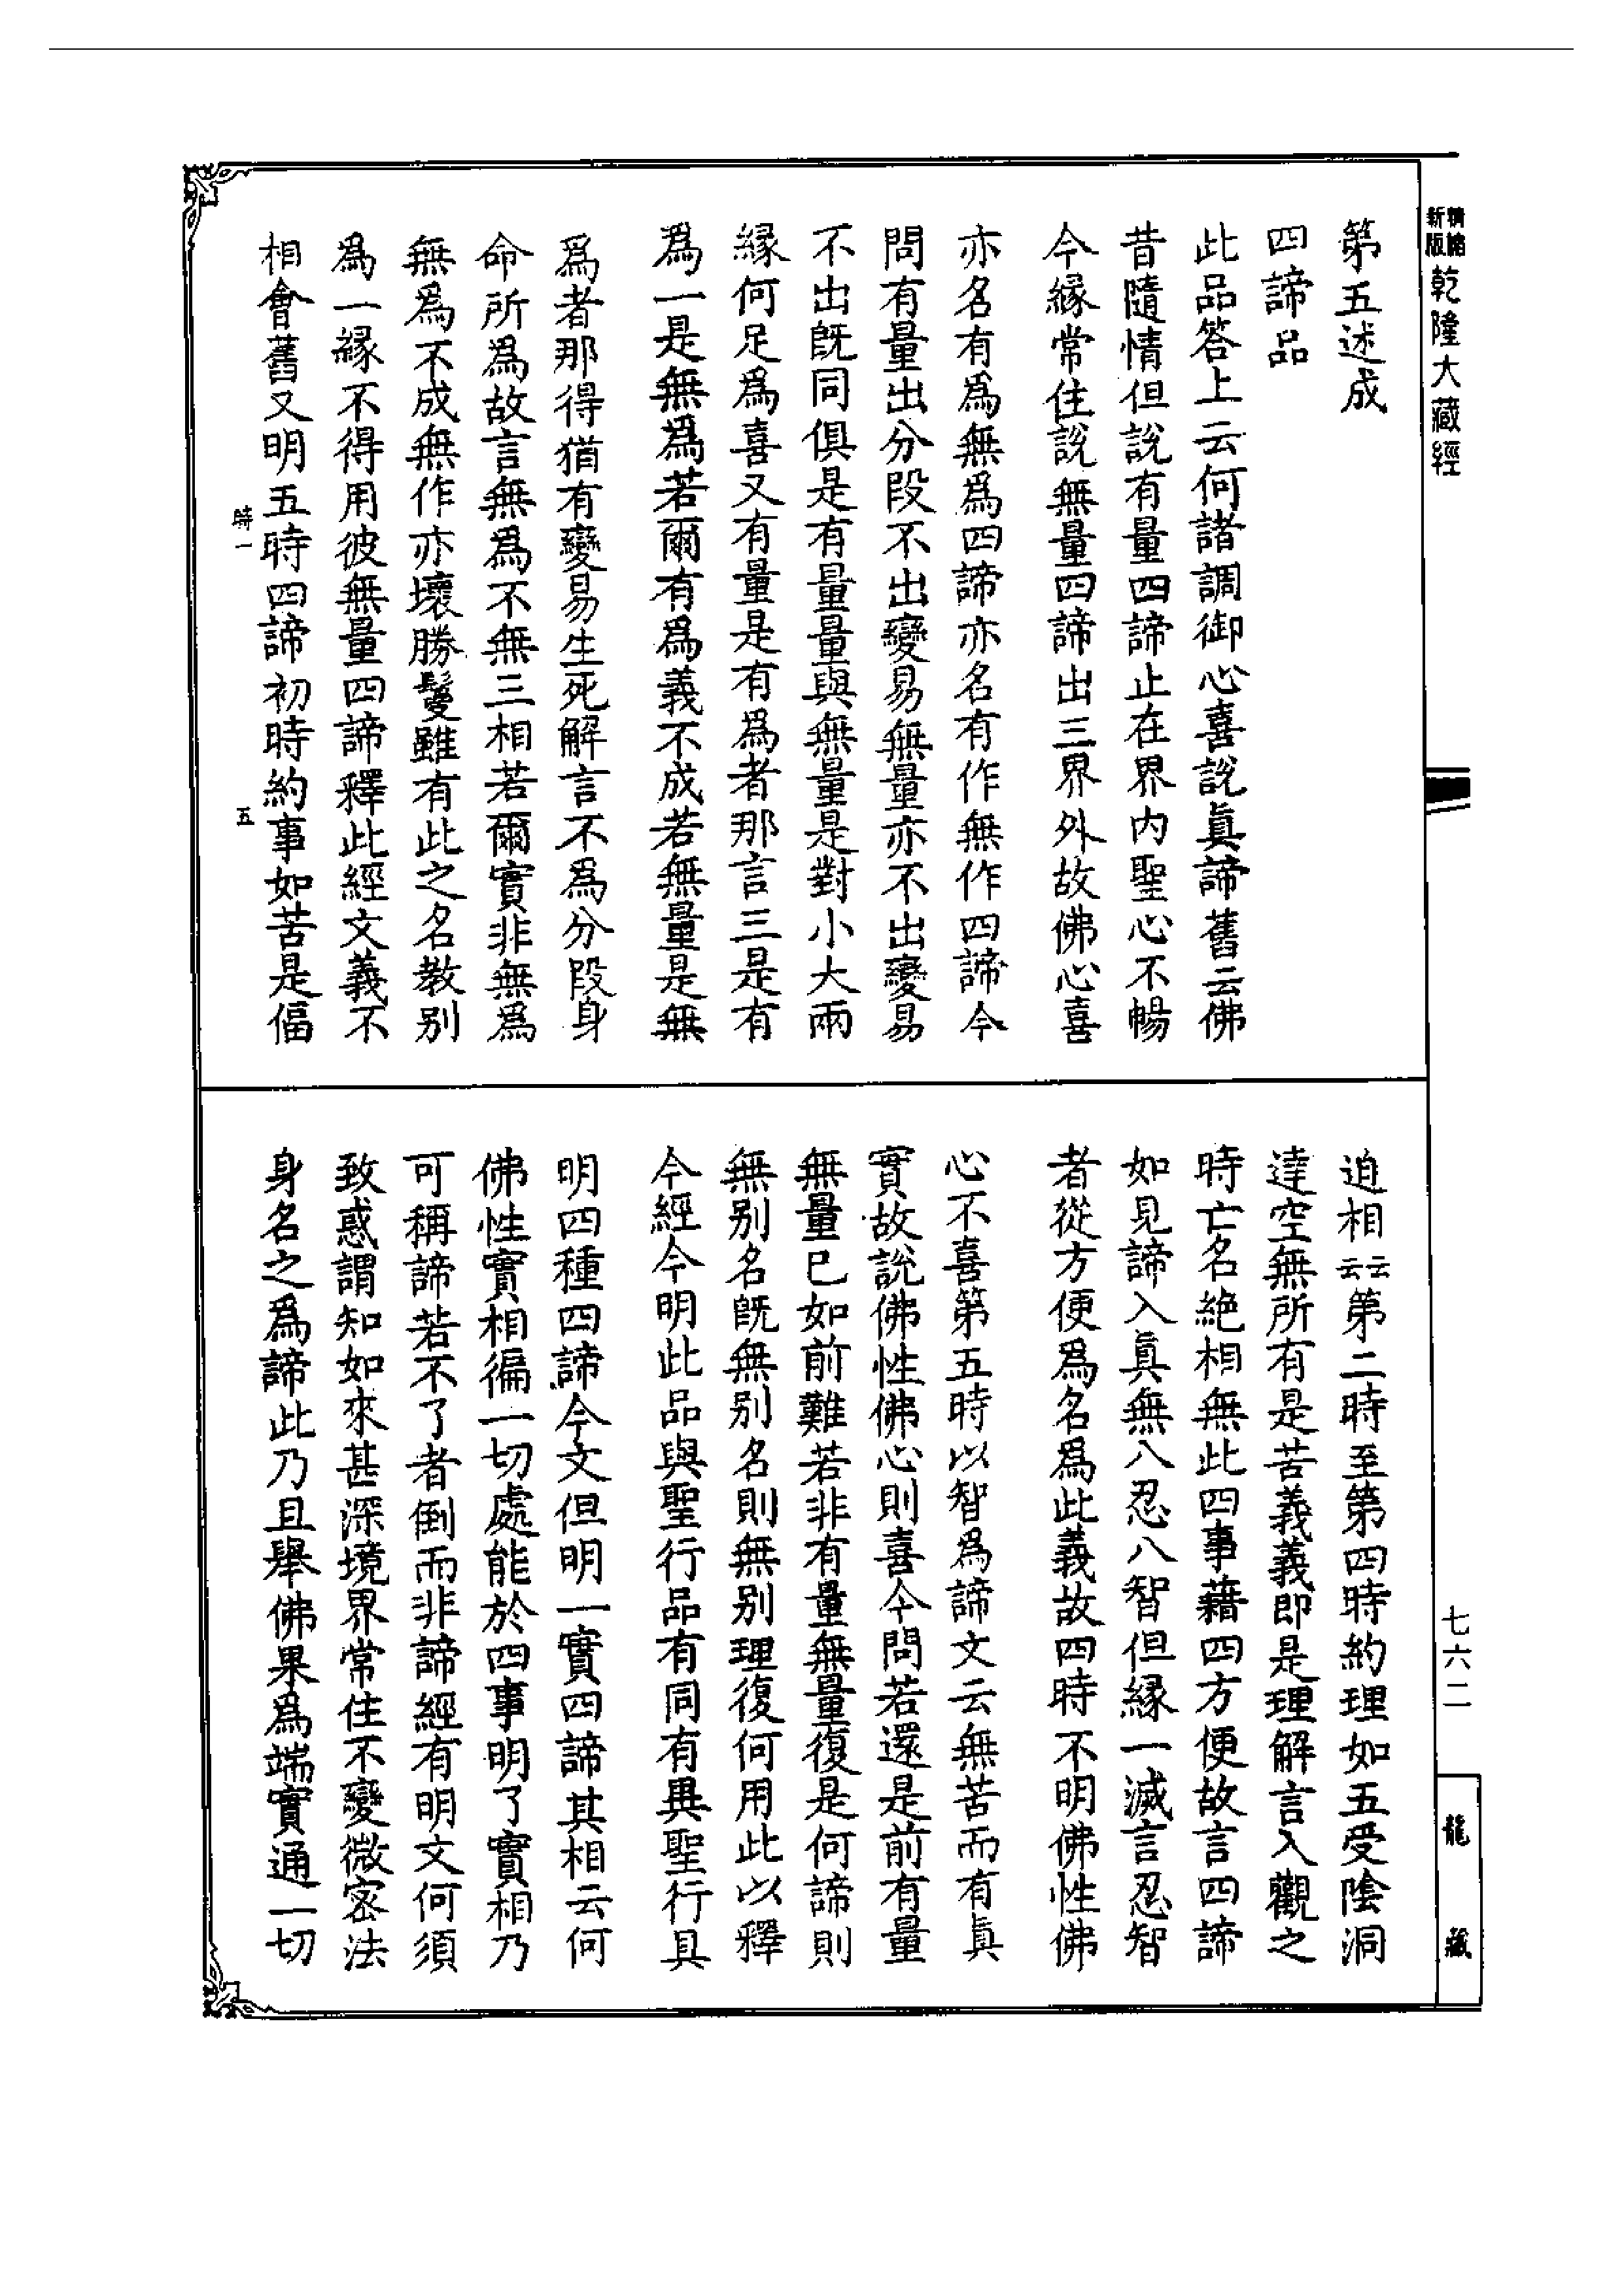 精縮
新版
乾隆大藏經
第五述成
四諦品
此品答上云何諸調御心喜說眞諦舊云佛
昔隨情但說有量四諦止在界内聖心不暢
今緣常住說無量四諦出三界外故佛心喜
亦名有爲無爲四諦亦名有作無作四諦今
問有量出分段不出變易無量亦不出變易
不出旣同俱是有量量與無量是對小大兩
緣何足爲喜又有量是有爲者那言三是有
爲一是無爲若爾有爲義不成若無量是無
爲者那得猶有變易生死解言不爲分段身
命所爲故言無爲不無三相若爾實非無爲
無爲不成無作亦壞勝鬘雖有此之名教別
爲一緣不得用彼無量四諦釋此經文義不
相會舊又明五時四諦初時約事如苦是偪
時一
五
迫相云云第二時至第四時約理如五受陰洞
達空無所有是苦義義即是理解言入觀之
時亡名絶相無此四事藉四方便故言四諦
如見諦入眞無八忍八智但緣一滅言忍智
者從方便爲名爲此義故四時不明佛性佛
心不喜第五時以智爲諦文云無苦而有眞
實故說佛性佛心則喜今問若還是前有量
無量已如前難若非有量無量復是何諦則
無别名旣無别名則無别理復何用此以釋
今經今明此品與聖行品有同有異聖行具
明四種四諦今文但明一實四諦其相云何
佛性實相徧一切處能於四事明了實相乃
可稱諦若不了者倒而非諦經有明文何須
致惑謂知如來甚深境界常住不變微密法
身名之爲諦此乃且舉佛果爲端實通一切
七六二
龍藏